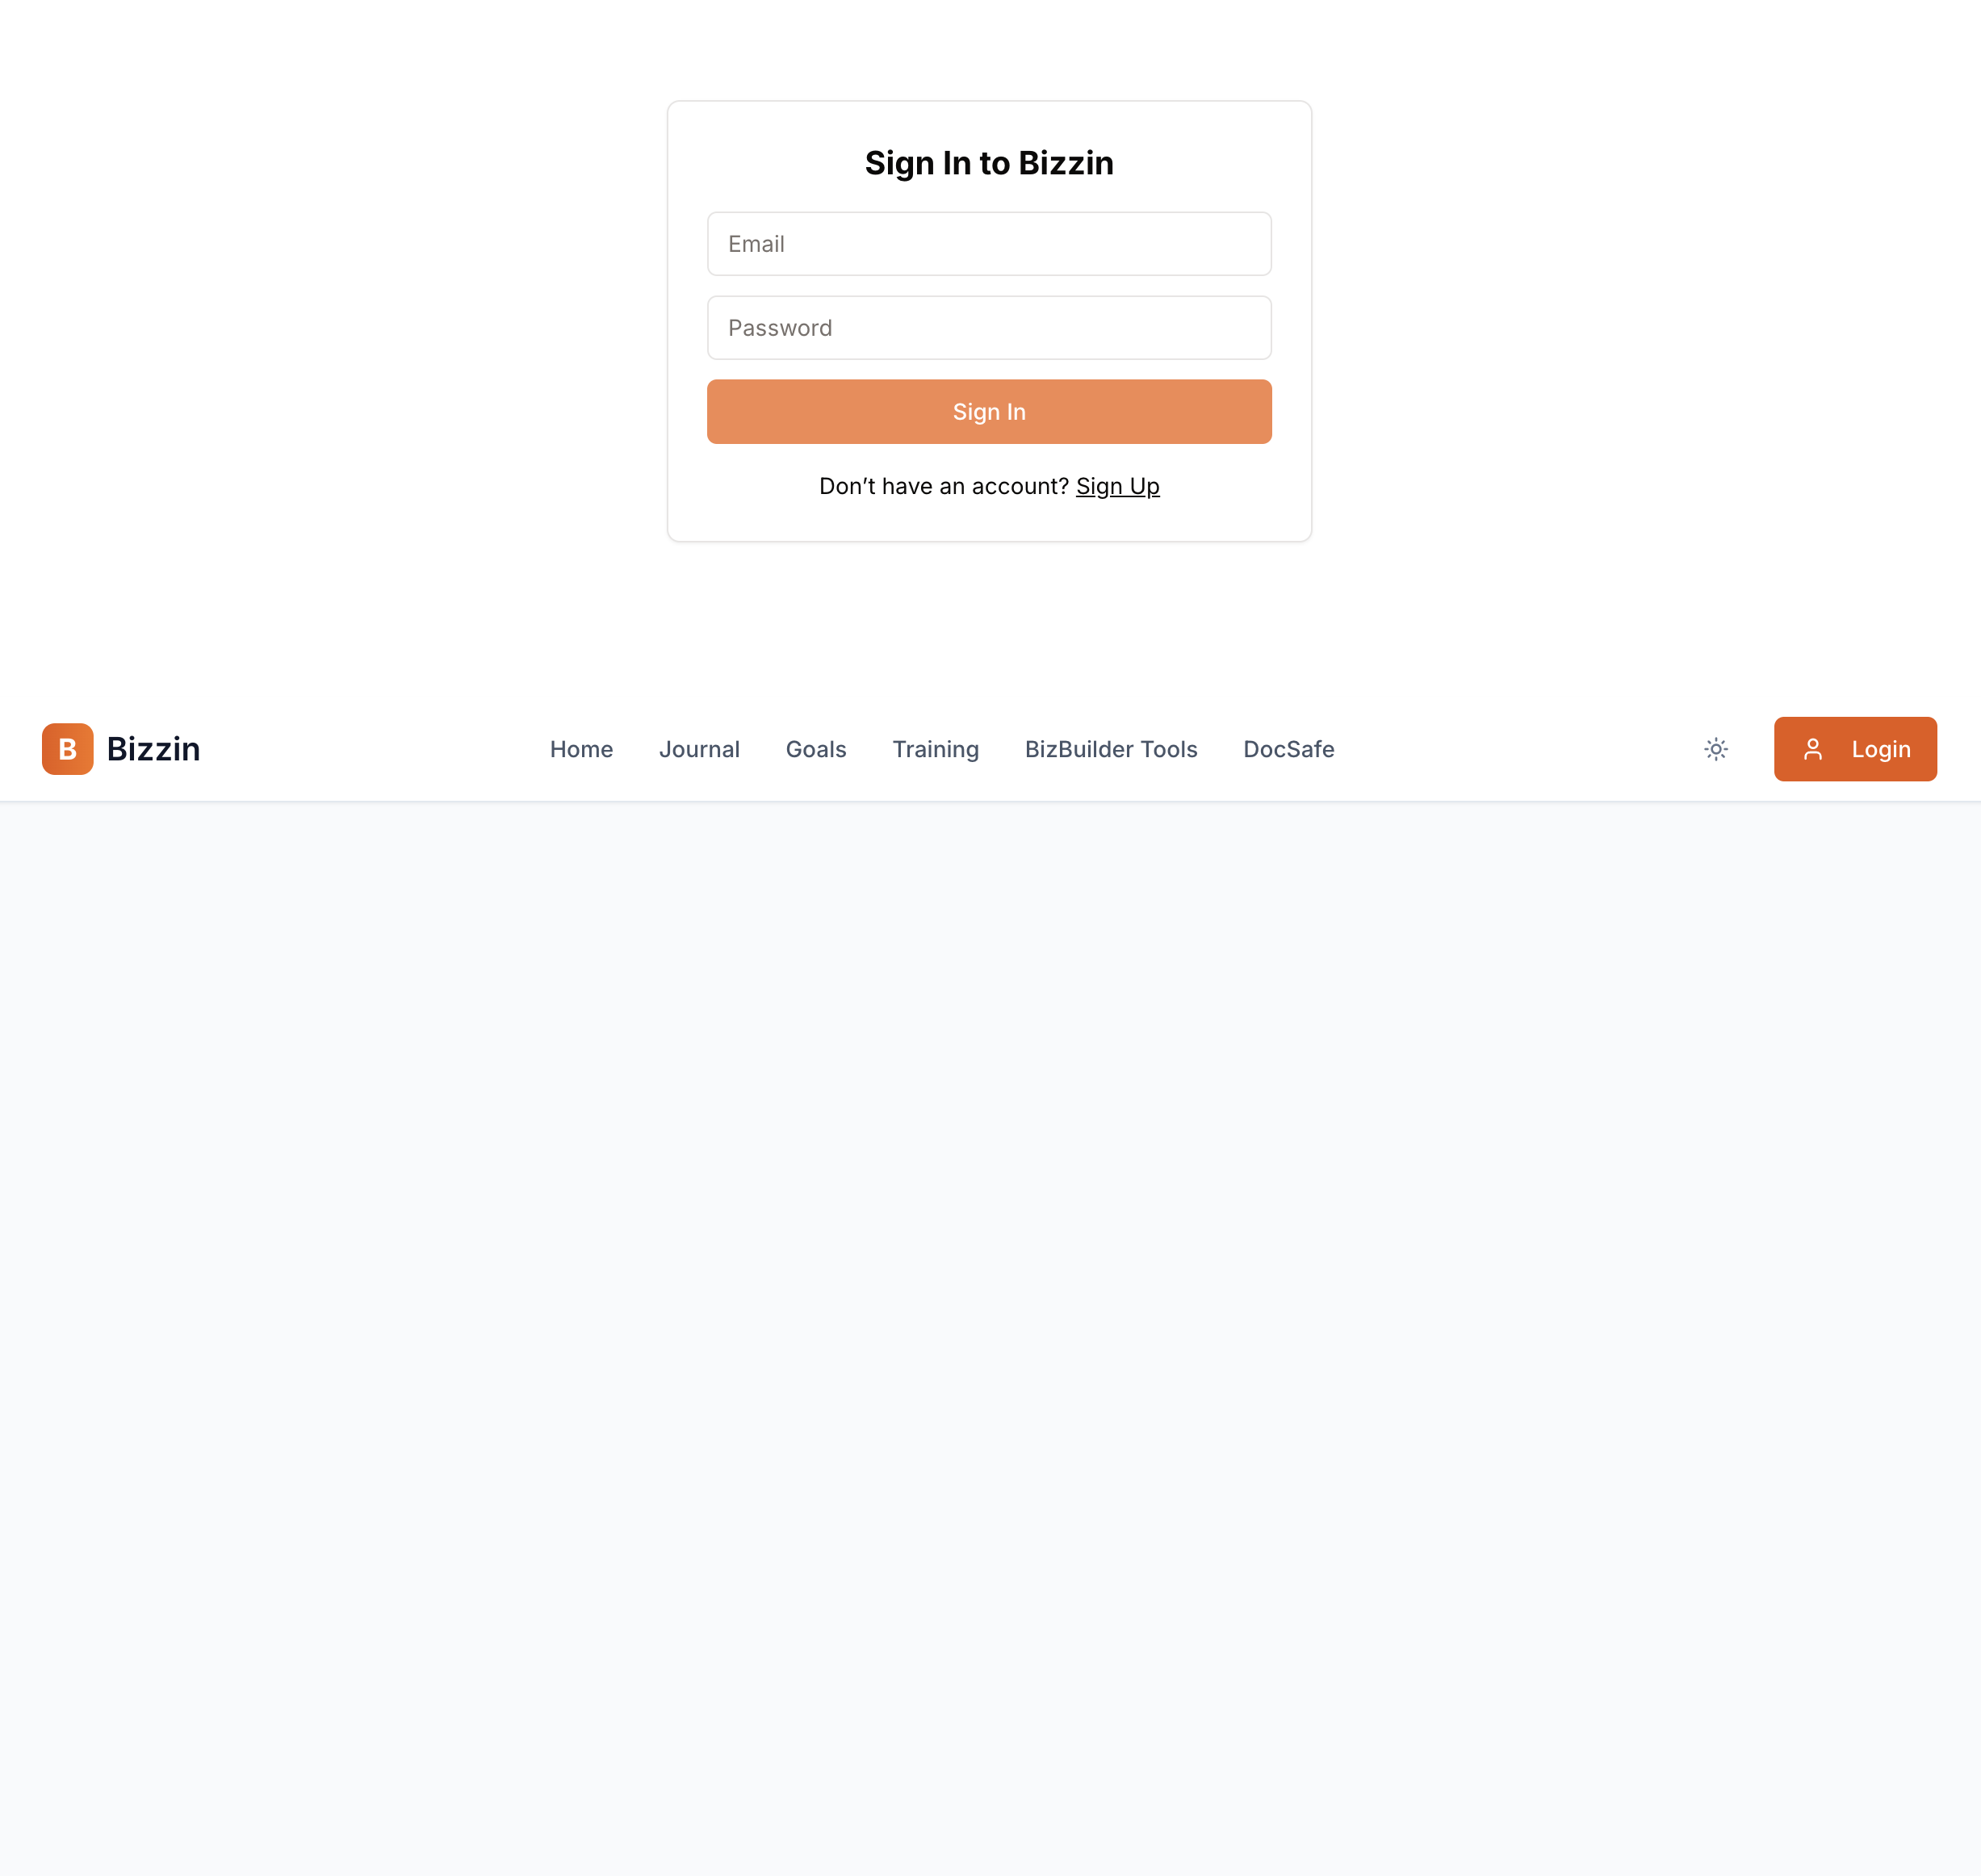 Sign In to Bizzin
Email
Password
Sign In
Don’t have an account? Sign Up
B Bizzin Home Journal Goals Training BizBuilder Tools DocSafe Login